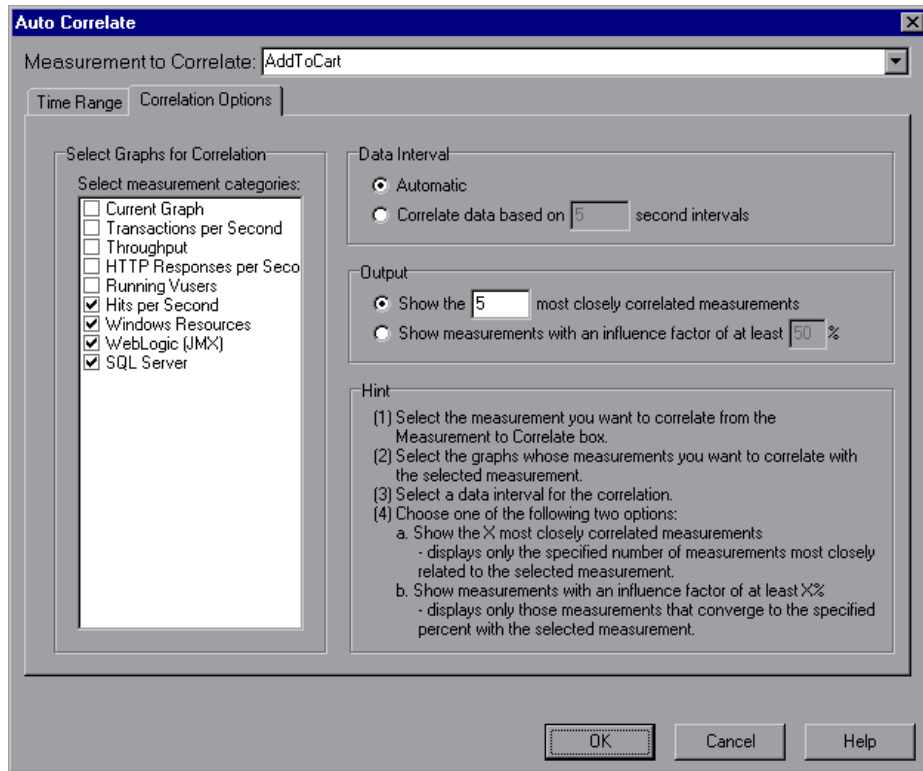 Auto Correlate
Measurement to Correlate: AddToCart
Time Range
Correlation Options
Select Graphs for Correlation
Select measurement categories:
Current Graph
Transactions per Second
Throughput
HTTP Responses per Seco
Running Vusers
Hits per Second
Windows Resources
WebLogic (JMX)
SQL Server
Data Interval
Automatic
Correlate data based on 5 second intervals
Output
Show the 5 most closely correlated measurements
Show measurements with an influence factor of at least 50 %
Hint
(1) Select the measurement you want to correlate from the
Measurement to Correlate box.
(2) Select the graphs whose measurements you want to correlate with
the selected measurement.
(3) Select a data interval for the correlation.
(4) Choose one of the following two options:
a. Show the X most closely correlated measurements
- displays only the specified number of measurements most closely
related to the selected measurement.
b. Show measurements with an influence factor of at least X%
- displays only those measurements that converge to the specified
percent with the selected measurement.
OK
Cancel
Help